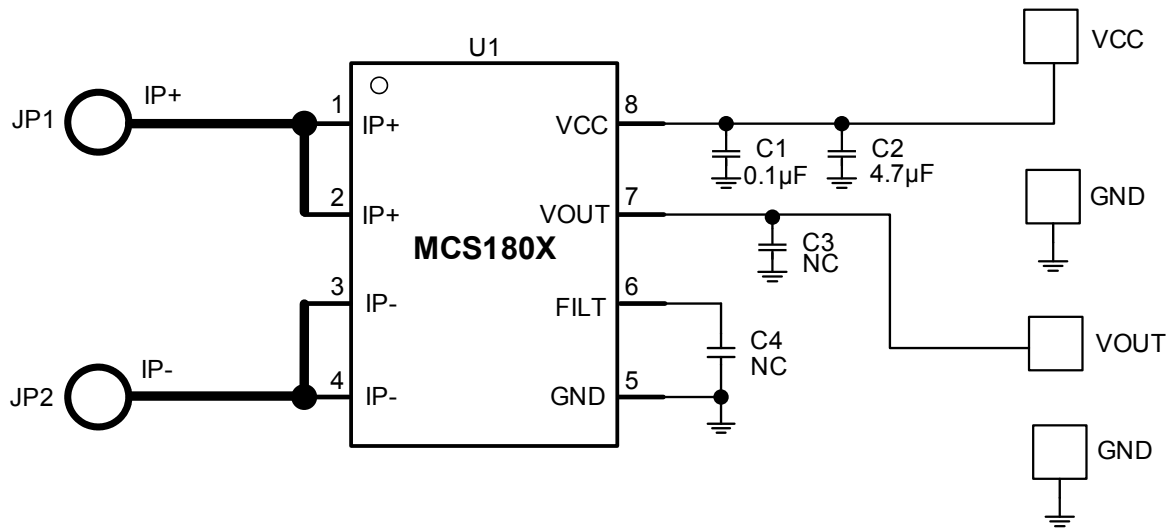 U1
VCC
JP1
IP+
1
IP+
VCC
8
C1
0.1µF
C2
4.7µF
2
IP+
VOUT
7
GND
MCS180X
C3
NC
3
IP-
FILT
6
C4
NC
VOUT
JP2
IP-
4
IP-
GND
5
GND